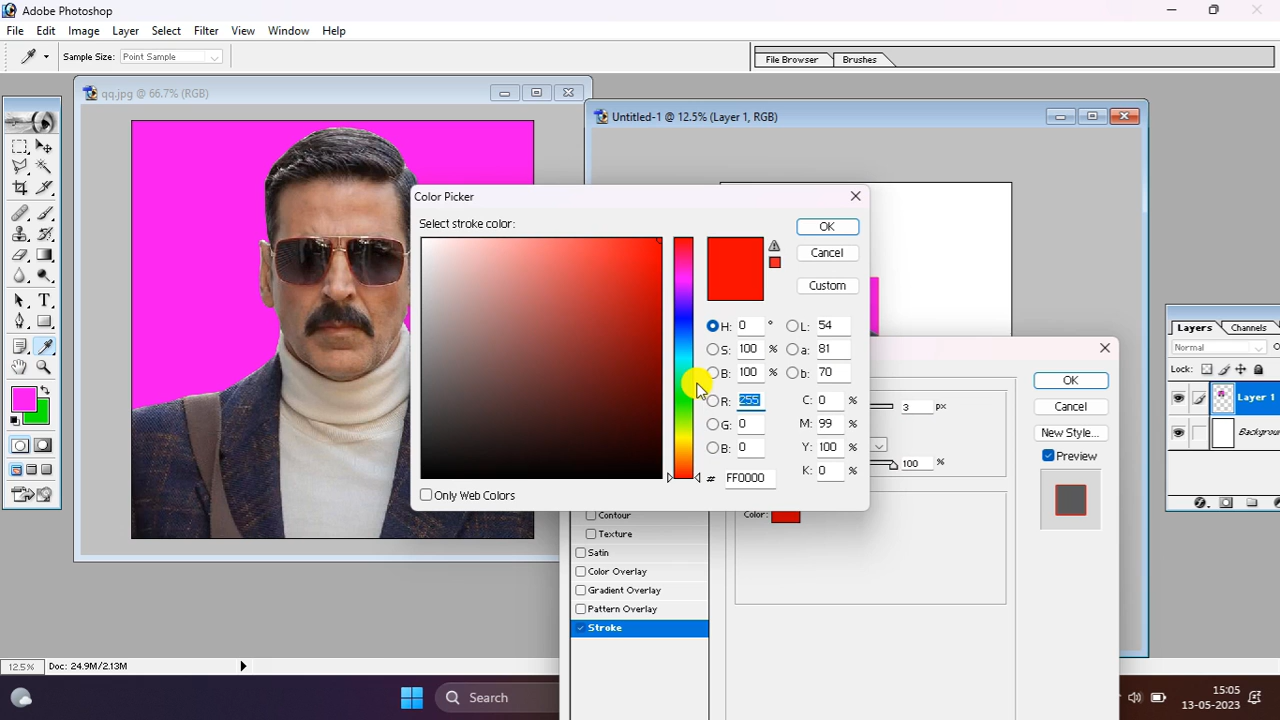 Adobe Photoshop
File Edit Image Layer Select Filter View Window Help
Sample Size: Point Sample
File Browser Brushes
qq.jpg @ 66.7% (RGB)
Untitled-1 @ 12.5% (Layer 1, RGB)
Color Picker
Select stroke color:
OK
Cancel
Custom
H: 0 ° L: 54
S: 100 % a: 81
B: 100 % b: 70
R: 255 C: 0 %
G: 0 M: 99 %
B: 0 Y: 100 %
# FF0000 K: 0 %
Only Web Colors
Layers Channels
Normal
Lock:
Layer 1
Backgrou
OK
3 px
Cancel
New Style...
Preview
100 %
Color:
Contour
Texture
Satin
Color Overlay
Gradient Overlay
Pattern Overlay
Stroke
12.5% Doc: 24.9M/2.13M
Search
15:05
13-05-2023